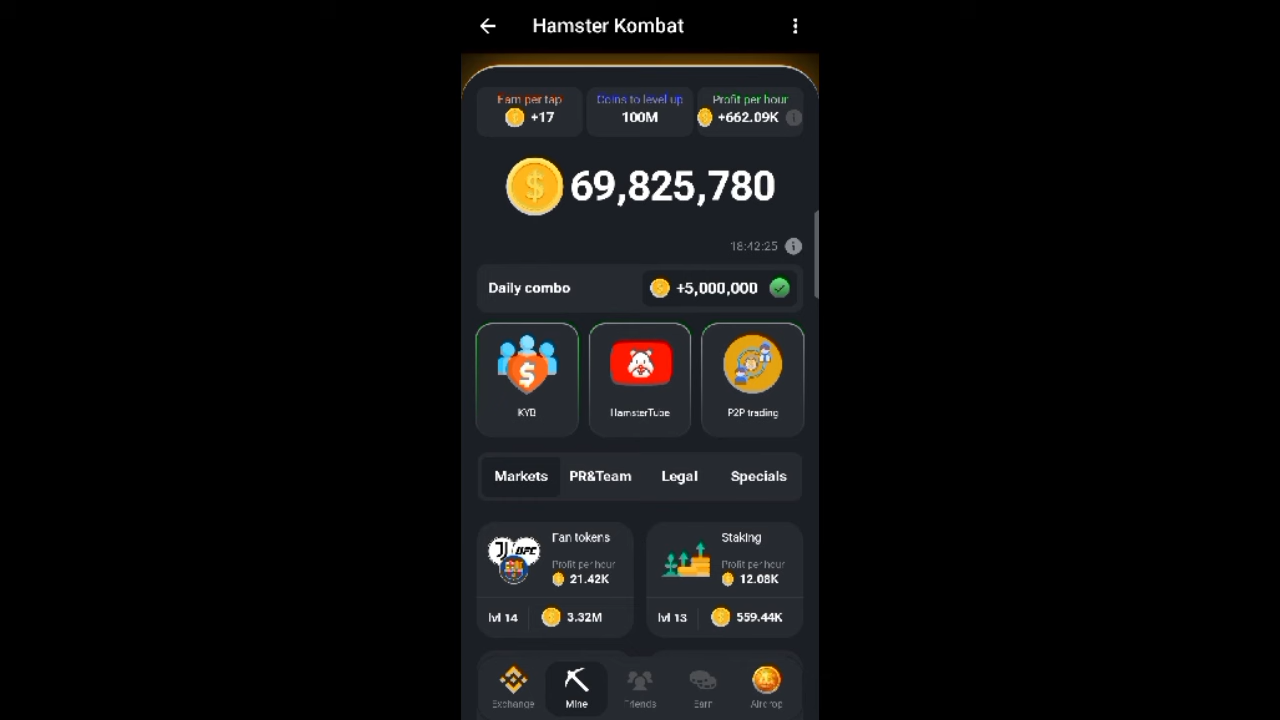 Hamster Kombat
Earn per tap
+17
Coins to level up
100M
Profit per hour
+662.09K
69,825,780
18:42:25
Daily combo
+5,000,000
KYB
HamsterTube
P2P trading
Markets
PR&Team
Legal
Specials
Fan tokens
Profit per hour
21.42K
lvl 14
3.32M
Staking
Profit per hour
12.08K
lvl 13
559.44K
Exchange
Mine
Friends
Earn
Airdrop